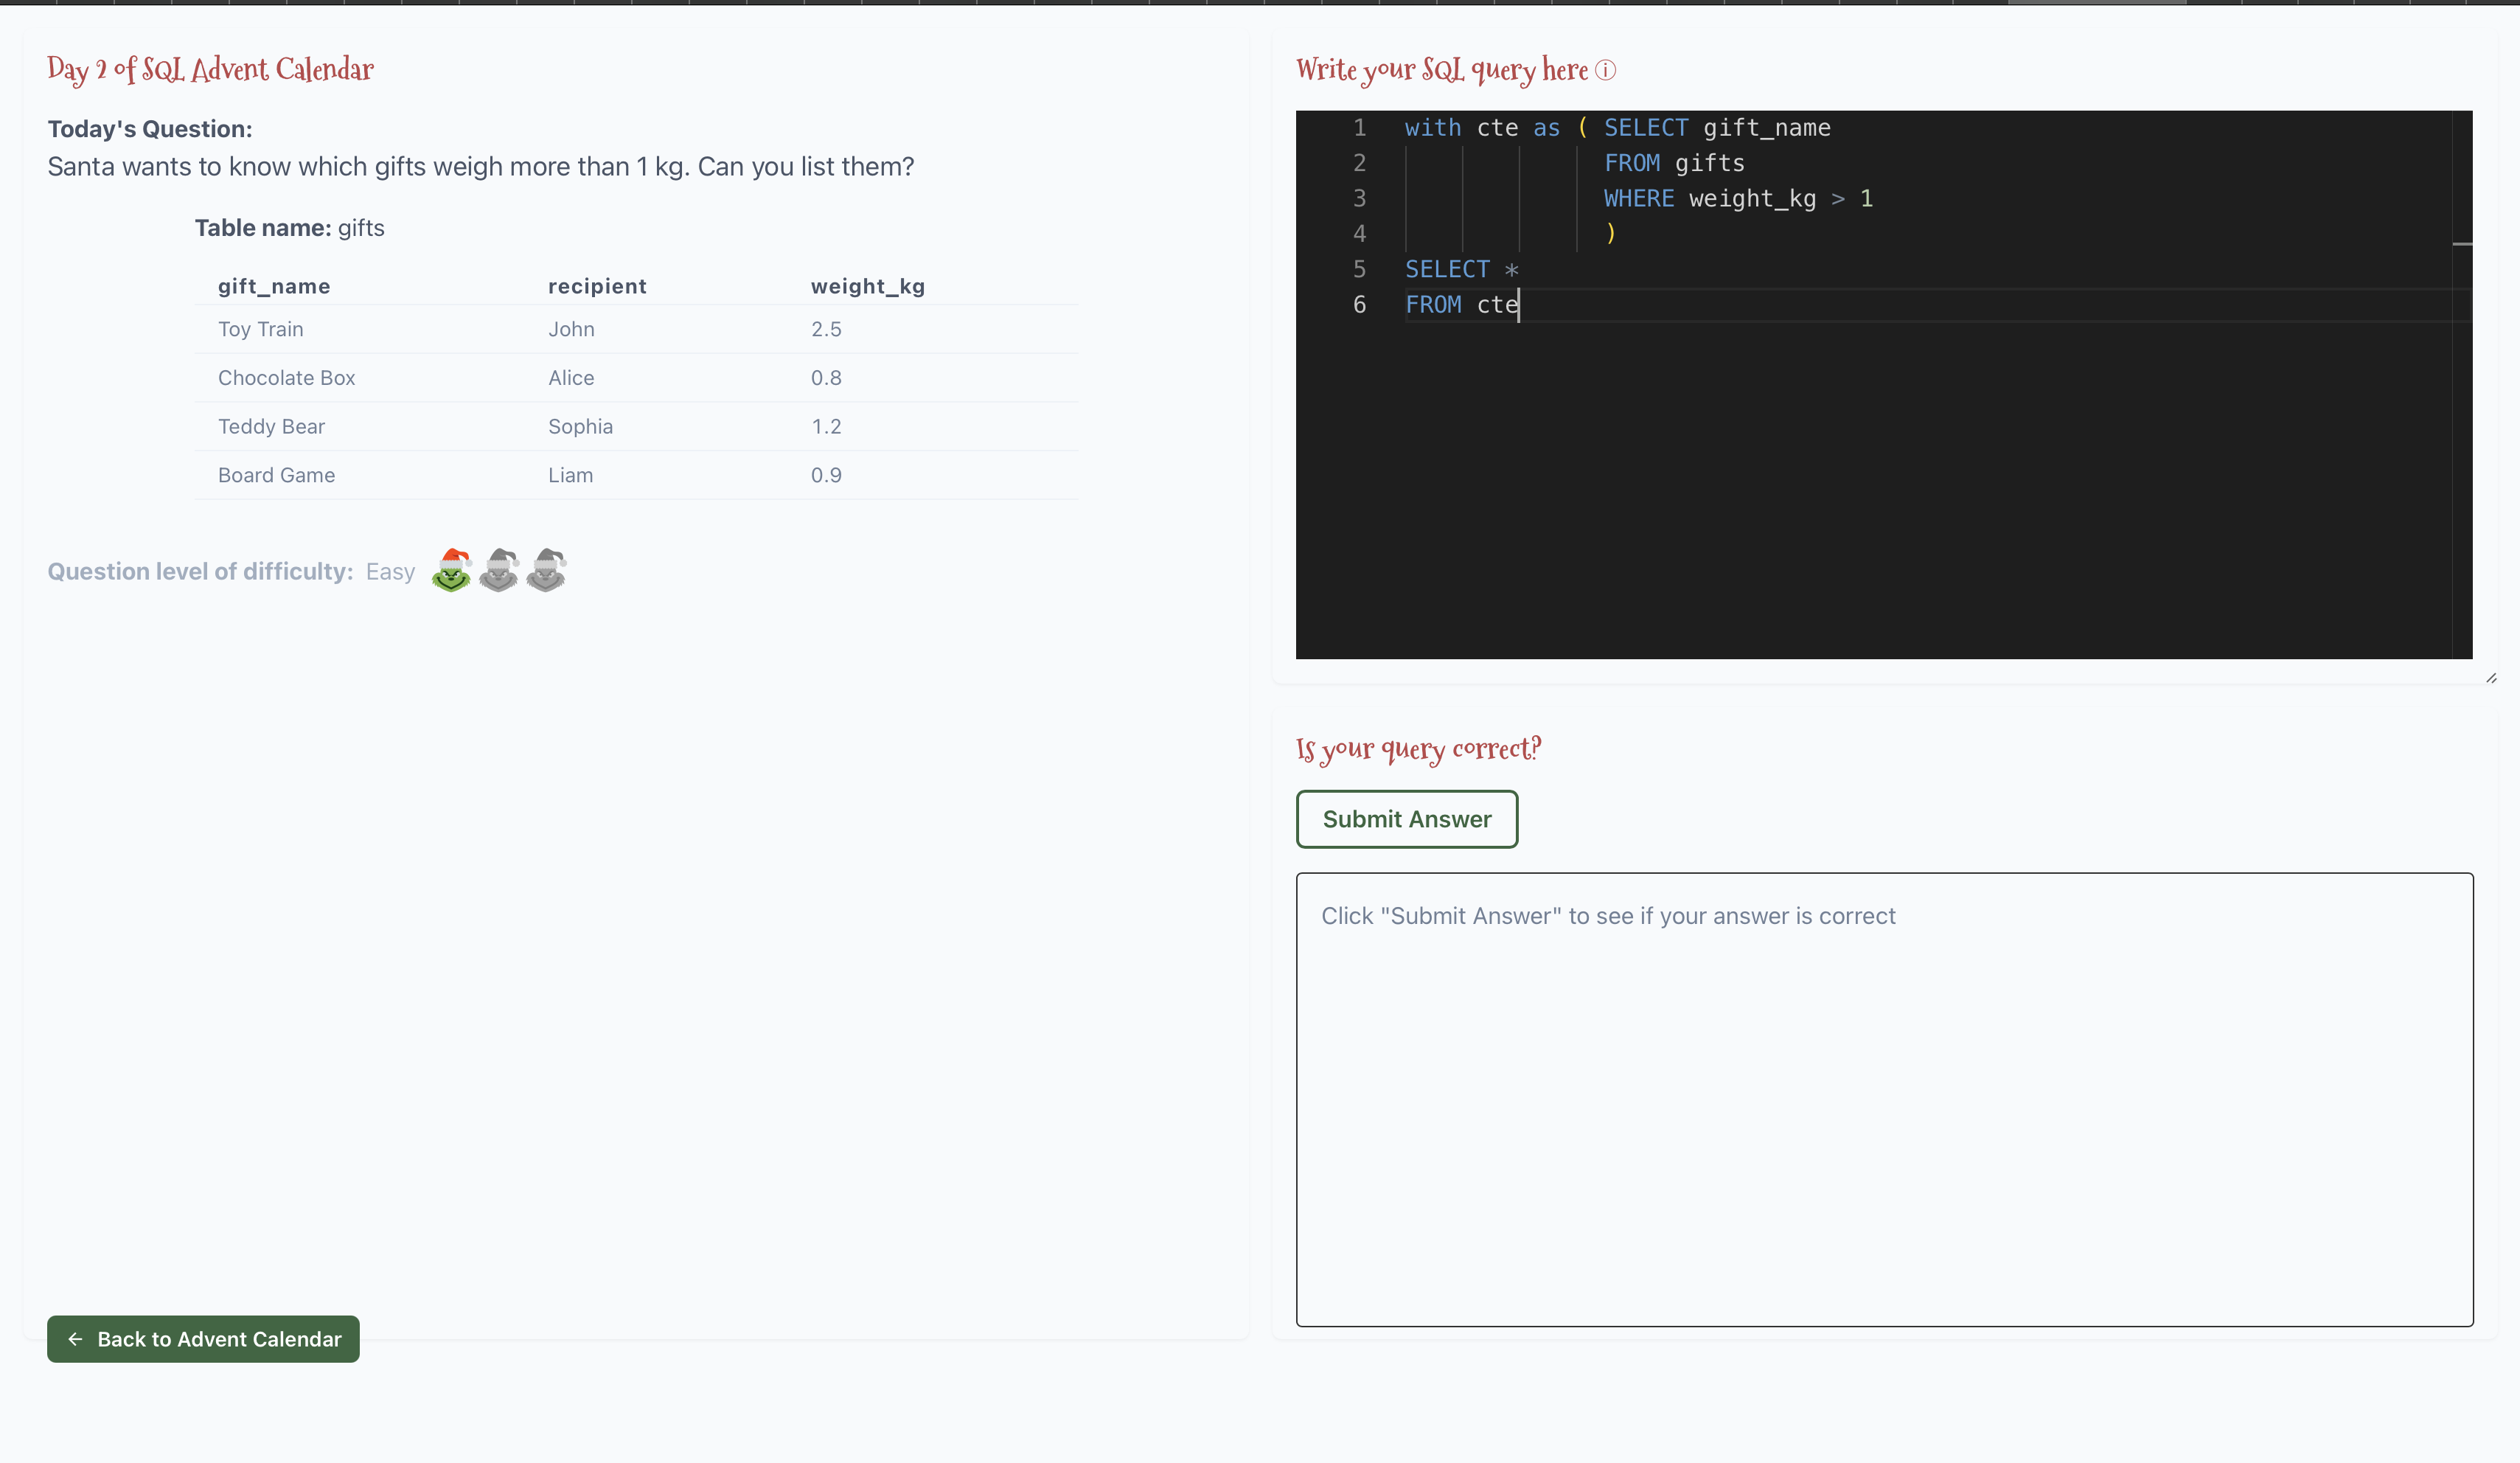 Day 2 of SQL Advent Calendar
Today's Question:
Santa wants to know which gifts weigh more than 1 kg. Can you list them?
Table name: gifts
gift_name recipient weight_kg
Toy Train John 2.5
Chocolate Box Alice 0.8
Teddy Bear Sophia 1.2
Board Game Liam 0.9
Question level of difficulty: Easy
← Back to Advent Calendar
Write your SQL query here ⓘ
1 with cte as ( SELECT gift_name
2 FROM gifts
3 WHERE weight_kg > 1
4 )
5 SELECT *
6 FROM cte
Is your query correct?
Submit Answer
Click "Submit Answer" to see if your answer is correct